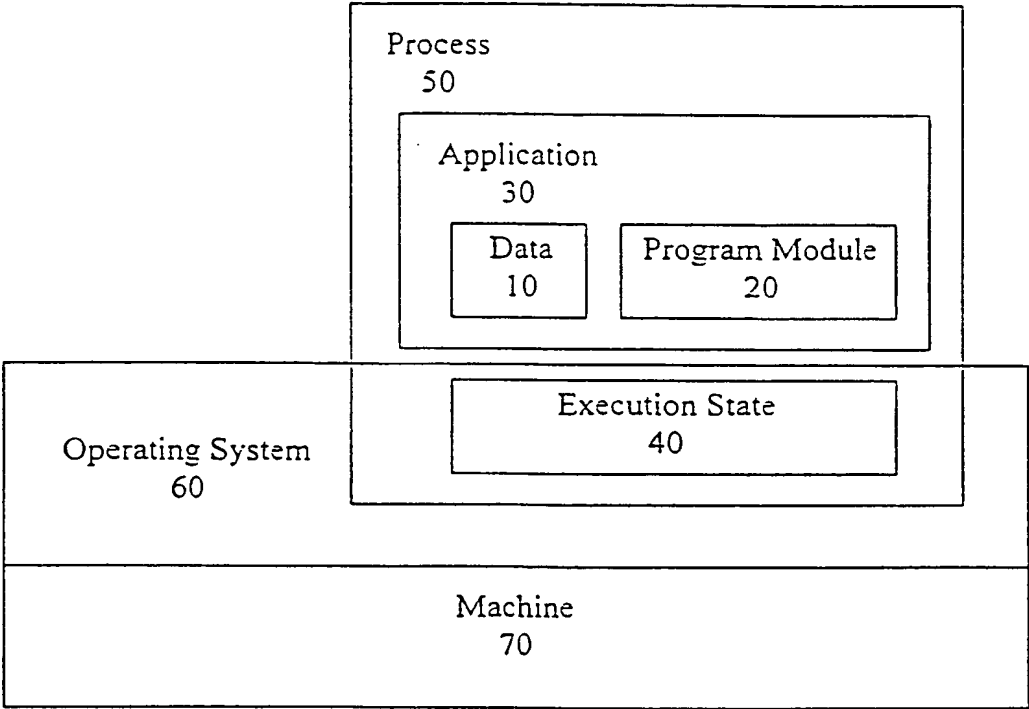 Process
50
Application
30
Data
10
Program Module
20
Execution State
40
Operating System
60
Machine
70